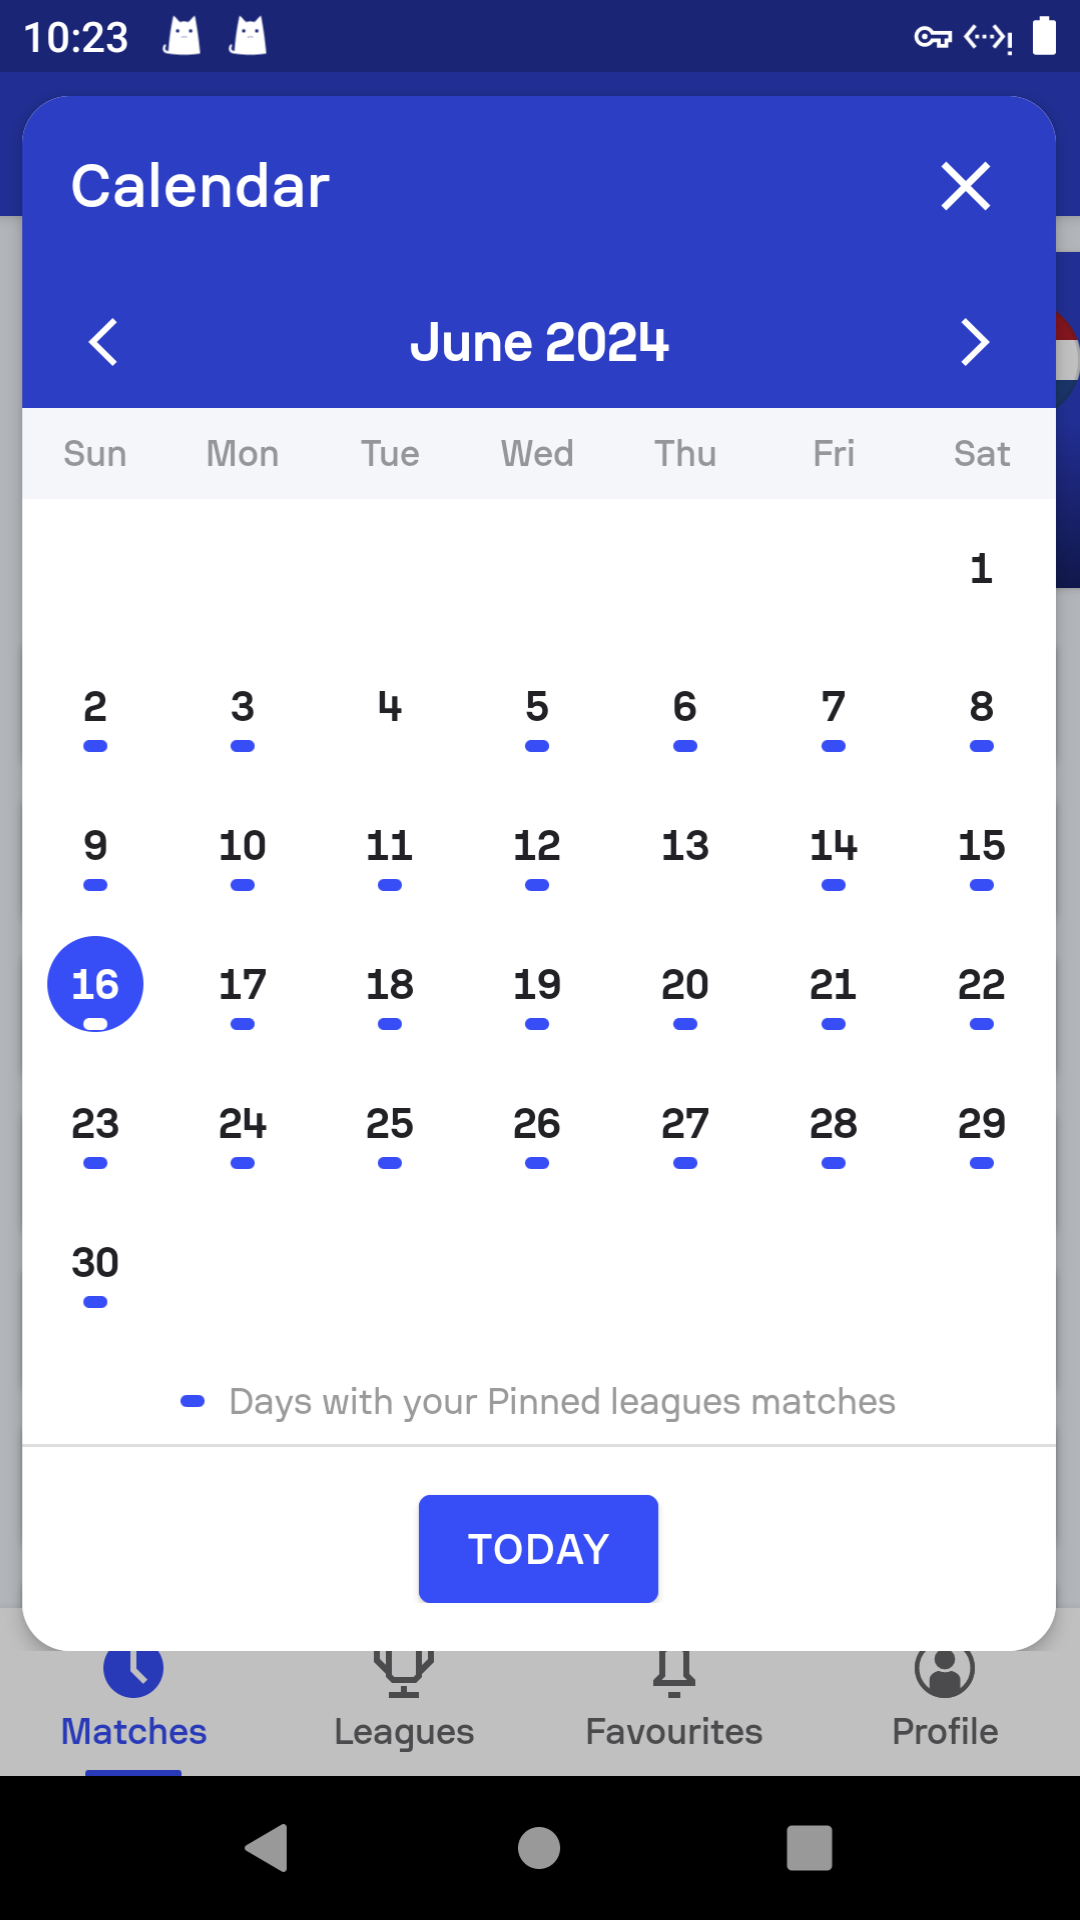 10:23
Calendar
June 2024
Sun Mon Tue Wed Thu Fri Sat
1
2 3 4 5 6 7 8
9 10 11 12 13 14 15
16 17 18 19 20 21 22
23 24 25 26 27 28 29
30
Days with your Pinned leagues matches
TODAY
Matches Leagues Favourites Profile